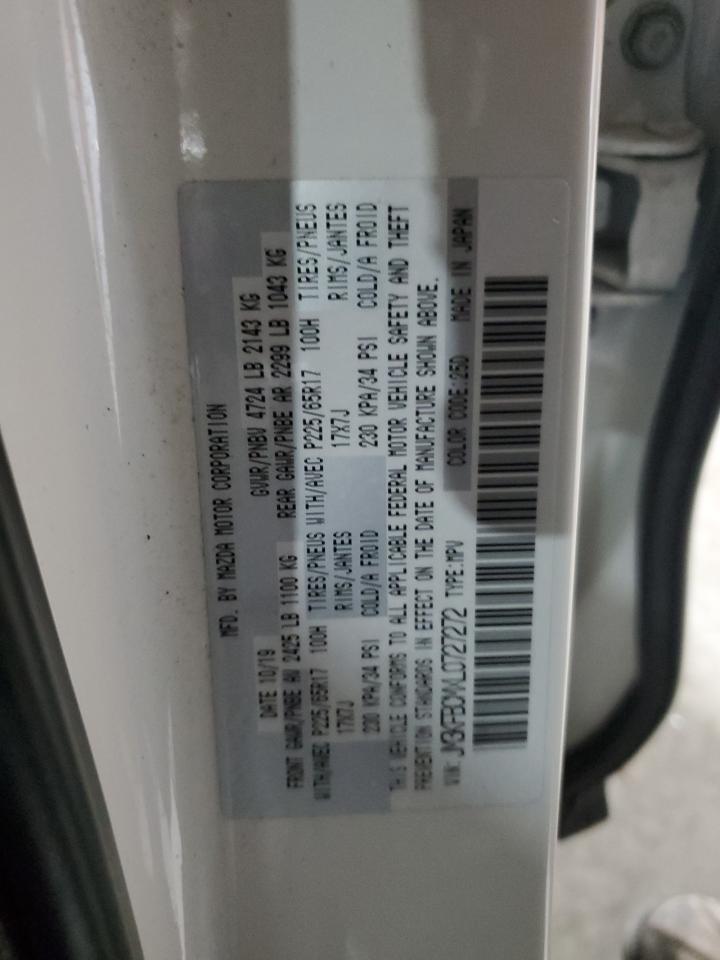 MFD. BY MAZDA MOTOR CORPORATION
DATE 10/19 GVWR/PNBV 4724 LB 2143 KG
FRONT GAWR/PNBE AV 2425 LB 1100 KG REAR GAWR/PNBE AR 2299 LB 1043 KG
WITH/AVEC P225/65R17 100H TIRES/PNEUS WITH/AVEC P225/65R17 100H TIRES/PNEUS
17X7J RIMS/JANTES 17X7J RIMS/JANTES
230 KPA/34 PSI COLD/A FROID 230 KPA/34 PSI COLD/A FROID
THIS VEHICLE CONFORMS TO ALL APPLICABLE FEDERAL MOTOR VEHICLE SAFETY AND THEFT
PREVENTION STANDARDS IN EFFECT ON THE DATE OF MANUFACTURE SHOWN ABOVE.
VIN: JM3KFBCMXL0727272 TYPE:MPV COLOR CODE:25D MADE IN JAPAN